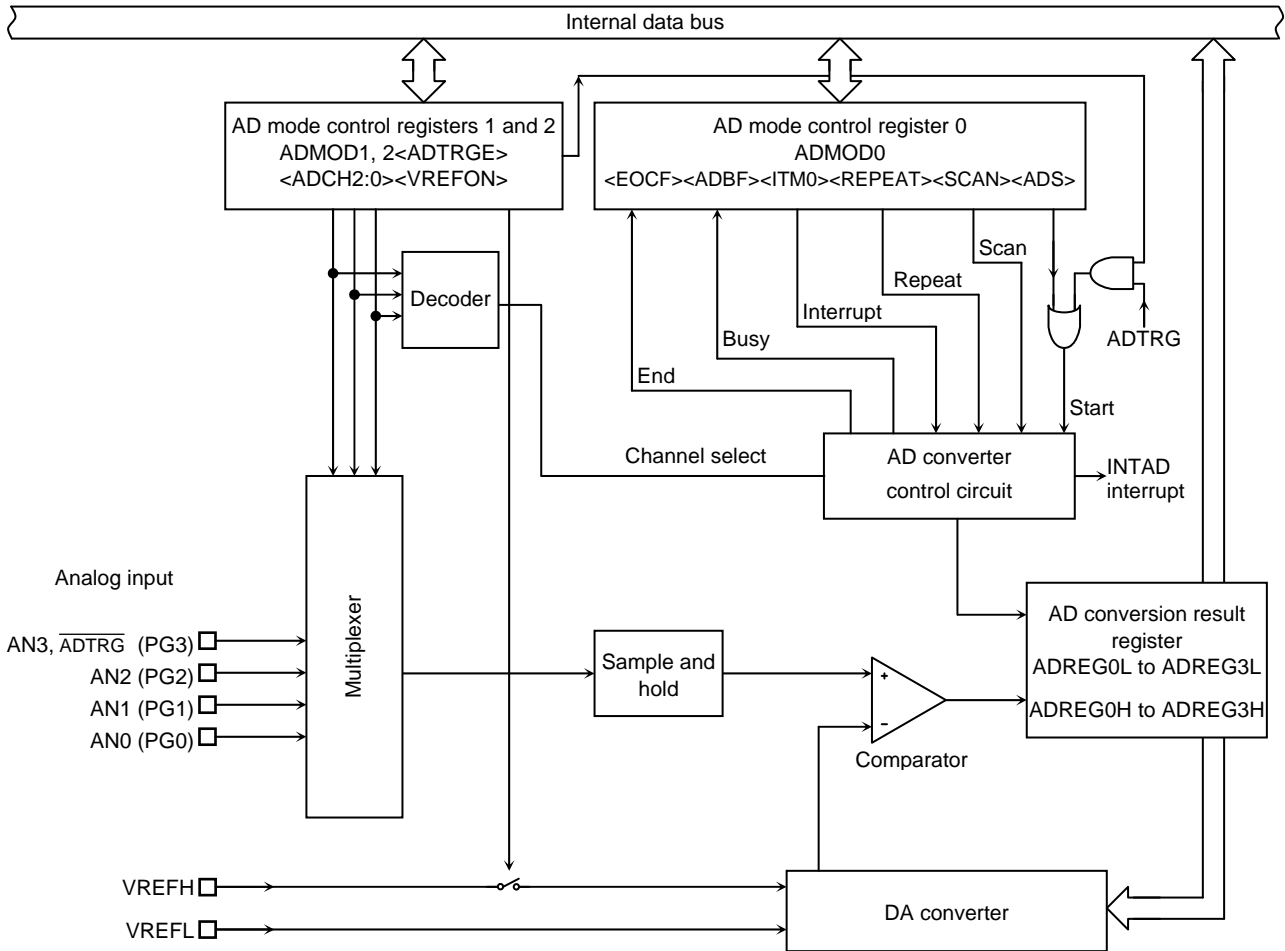 Internal data bus
AD mode control registers 1 and 2
ADMOD1, 2<ADTRGE>
<ADCH2:0><VREFON>
AD mode control register 0
ADMOD0
<EOCF><ADBF><ITM0><REPEAT><SCAN><ADS>
Decoder
Scan
Repeat
Interrupt
Busy
End
ADTRG
Start
Channel select
AD converter
control circuit
INTAD
interrupt
Analog input
AN3, ADTRG (PG3)
AN2 (PG2)
AN1 (PG1)
AN0 (PG0)
Multiplexer
Sample and
hold
+
−
Comparator
AD conversion result
register
ADREG0L to ADREG3L
ADREG0H to ADREG3H
VREFH
VREFL
DA converter